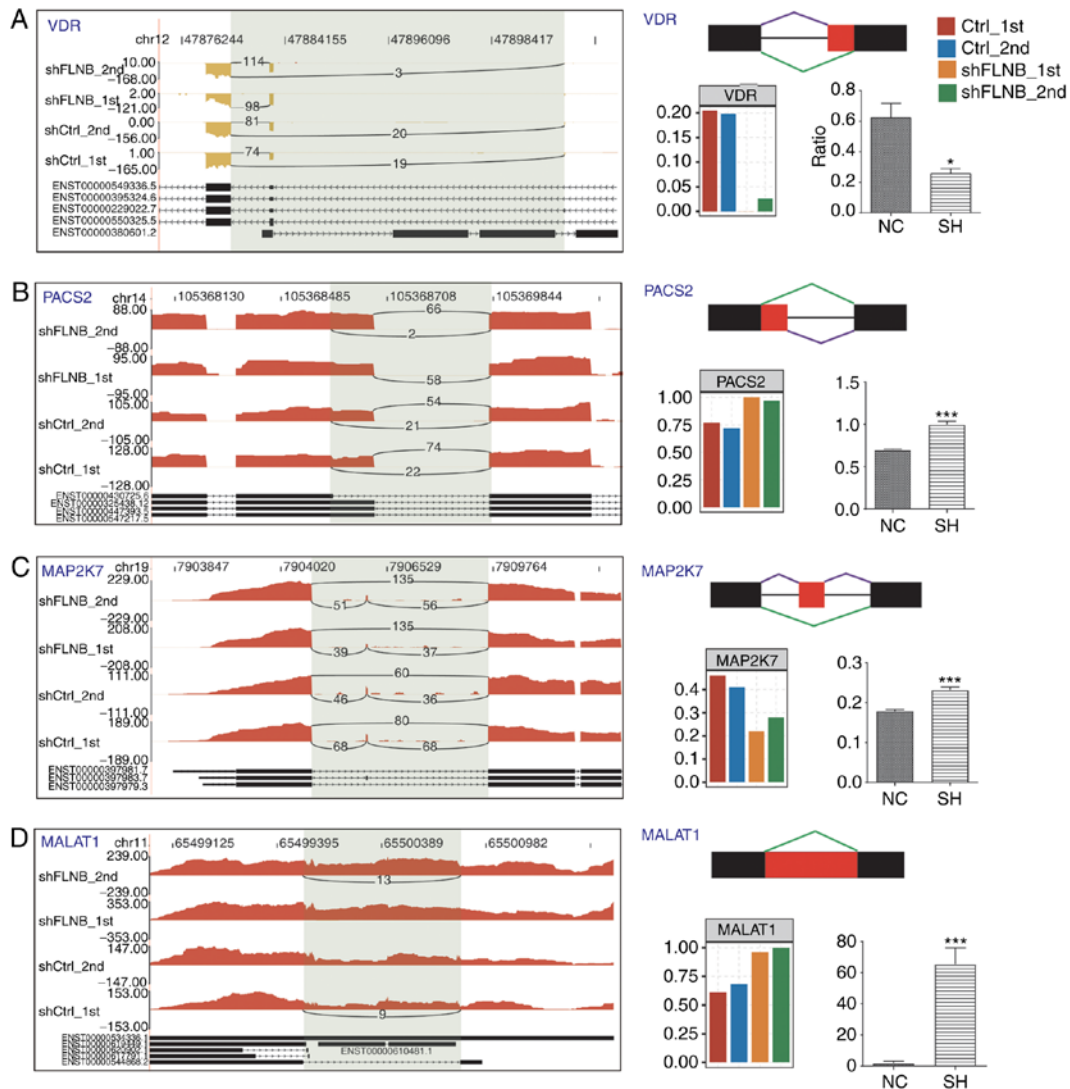 A
VDR
chr12 47876244 47884155 47896096 47898417
shFLNB_2nd 10.00 −168.00 114 3
shFLNB_1st 2.00 −121.00 98
shCtrl_2nd 0.00 −156.00 81 20
shCtrl_1st 1.00 −165.00 74 19
ENST00000549336.5
ENST00000395324.6
ENST00000229022.7
ENST00000550325.5
ENST00000380601.2
VDR
Ctrl_1st
Ctrl_2nd
shFLNB_1st
shFLNB_2nd
VDR
0.20
0.15
0.10
0.05
0.00
Ratio
0.8
0.6
0.4
0.2
0.0
*
NC SH
B
PACS2
chr14 105368130 105368485 105368708 105369844
shFLNB_2nd 88.00 −88.00 66 2
shFLNB_1st 95.00 −95.00 58
shCtrl_2nd 105.00 −105.00 54 21
shCtrl_1st 128.00 −128.00 74 22
ENST00000430725.6
ENST00000325438.12
ENST00000447393.5
ENST00000547217.5
PACS2
PACS2
1.00
0.75
0.50
0.25
0.00
1.5
1.0
0.5
0.0
***
NC SH
C
MAP2K7
chr19 7903847 7904020 7906529 7909764
shFLNB_2nd 229.00 −229.00 135 51 56
shFLNB_1st 208.00 −208.00 135 39 37
shCtrl_2nd 111.00 −111.00 60 46 36
shCtrl_1st 189.00 −189.00 80 68 68
ENST00000397981.7
ENST00000397983.7
ENST00000397979.3
MAP2K7
MAP2K7
0.4
0.3
0.2
0.1
0.0
0.3
0.2
0.1
0.0
***
NC SH
D
MALAT1
chr11 65499125 65499395 65500389 65500982
shFLNB_2nd 239.00 −239.00 13
shFLNB_1st 353.00 −353.00
shCtrl_2nd 147.00 −147.00
shCtrl_1st 153.00 −153.00 9
ENST00000534336.1
ENST00000610481.1
ENST00000544868.2
MALAT1
MALAT1
1.00
0.75
0.50
0.25
0.00
80
60
40
20
0
***
NC SH